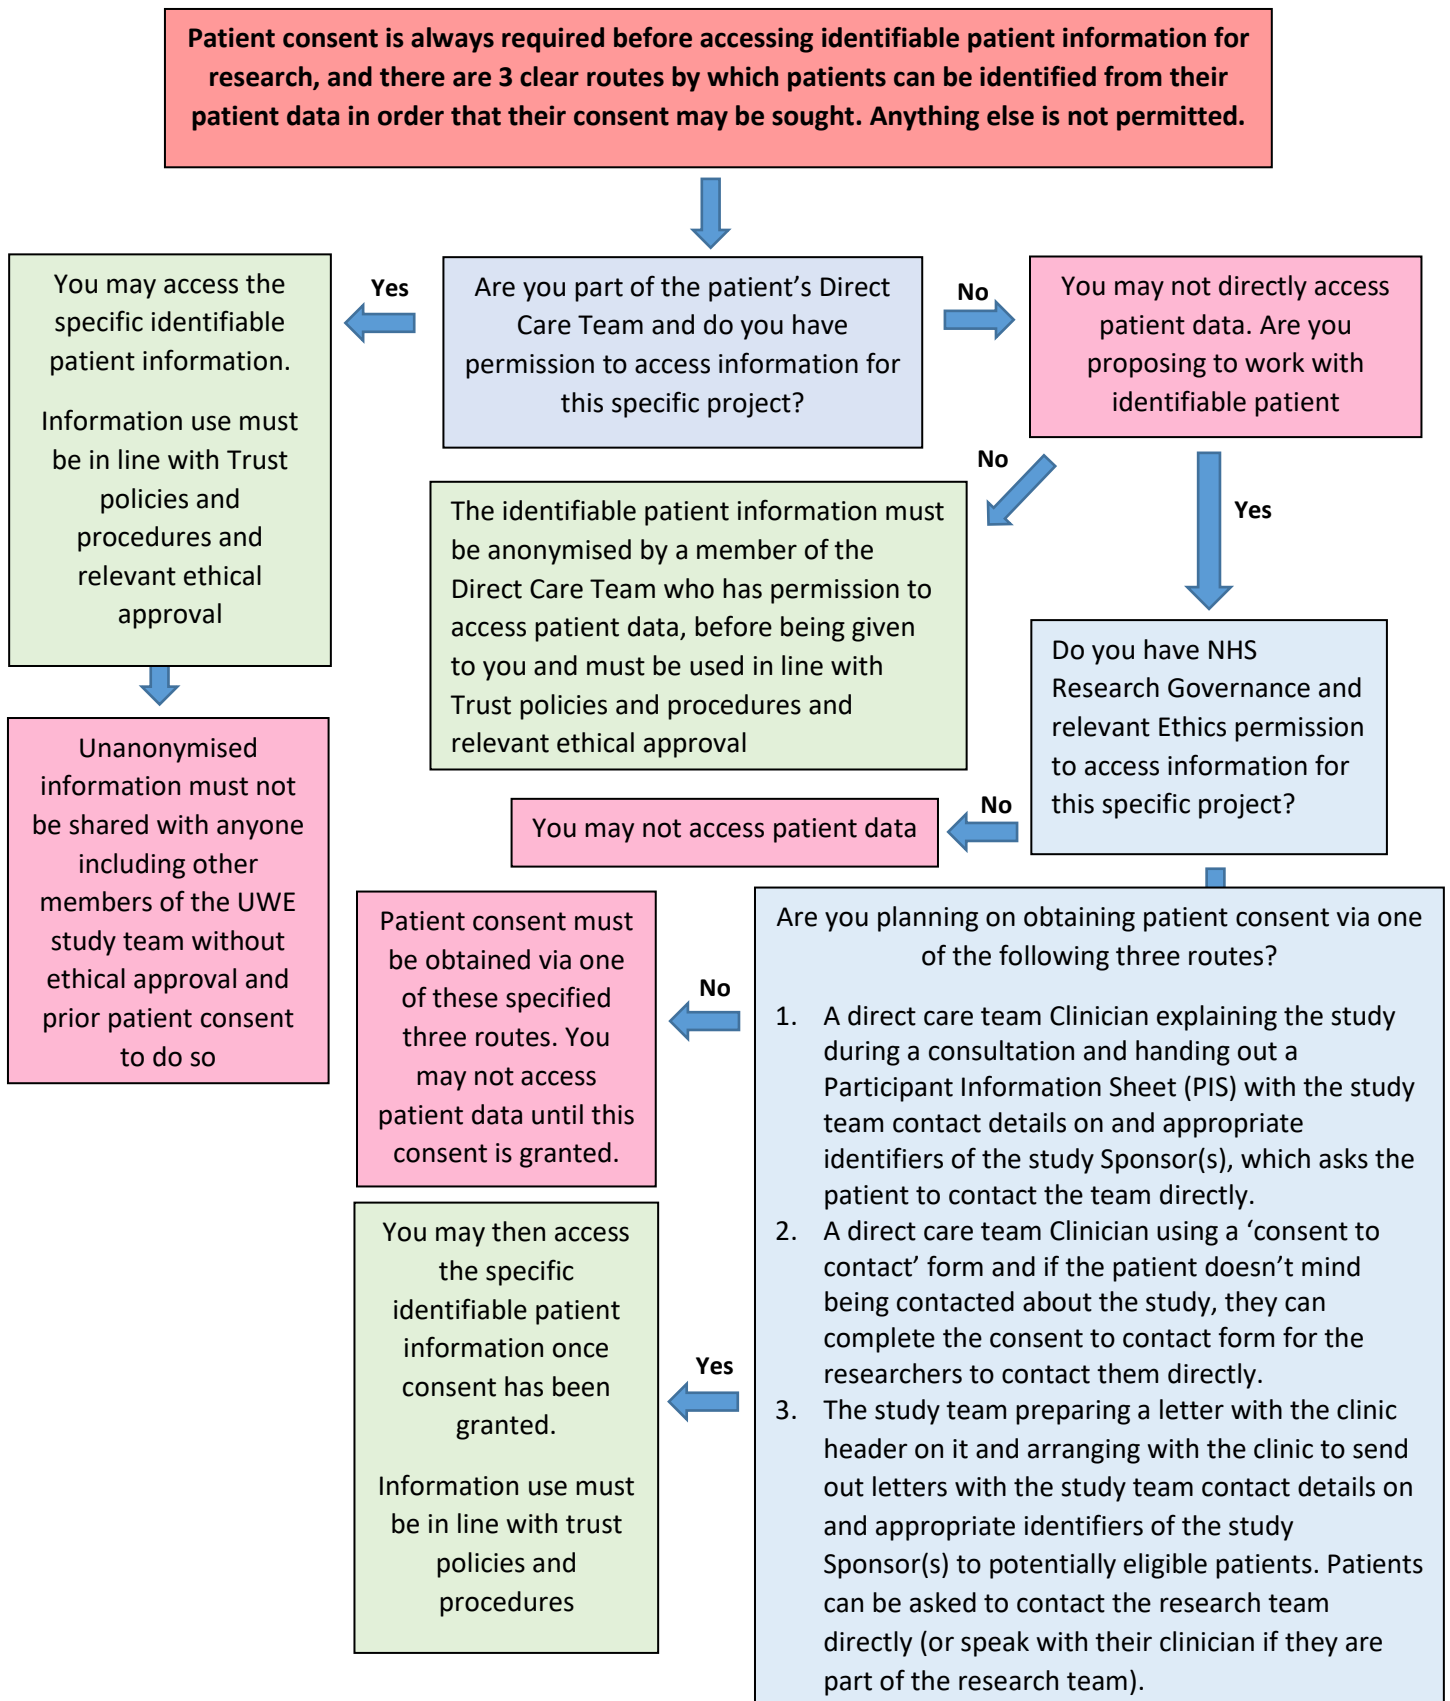 Patient consent is always required before accessing identifiable patient information for
research, and there are 3 clear routes by which patients can be identified from their
patient data in order that their consent may be sought. Anything else is not permitted.
You may access the
specific identifiable
patient information.
Information use must
be in line with Trust
policies and
procedures and
relevant ethical
approval
Yes
Are you part of the patient’s Direct
Care Team and do you have
permission to access information for
this specific project?
No
You may not directly access
patient data. Are you
proposing to work with
identifiable patient
No
Yes
The identifiable patient information must
be anonymised by a member of the
Direct Care Team who has permission to
access patient data, before being given
to you and must be used in line with
Trust policies and procedures and
relevant ethical approval
Do you have NHS
Research Governance and
relevant Ethics permission
to access information for
this specific project?
Unanonymised
information must not
be shared with anyone
including other
members of the UWE
study team without
ethical approval and
prior patient consent
to do so
No
You may not access patient data
Patient consent must
be obtained via one
of these specified
three routes. You
may not access
patient data until this
consent is granted.
No
Are you planning on obtaining patient consent via one
of the following three routes?
1. A direct care team Clinician explaining the study
during a consultation and handing out a
Participant Information Sheet (PIS) with the study
team contact details on and appropriate
identifiers of the study Sponsor(s), which asks the
patient to contact the team directly.
2. A direct care team Clinician using a ‘consent to
contact’ form and if the patient doesn’t mind
being contacted about the study, they can
complete the consent to contact form for the
researchers to contact them directly.
3. The study team preparing a letter with the clinic
header on it and arranging with the clinic to send
out letters with the study team contact details on
and appropriate identifiers of the study
Sponsor(s) to potentially eligible patients. Patients
can be asked to contact the research team
directly (or speak with their clinician if they are
part of the research team).
Yes
You may then access
the specific
identifiable patient
information once
consent has been
granted.
Information use must
be in line with trust
policies and
procedures